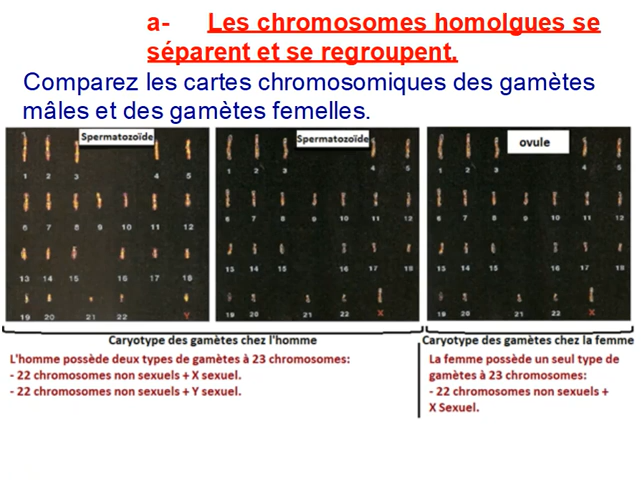 a- Les chromosomes homolgues se
séparent et se regroupent.
Comparez les cartes chromosomiques des gamètes
mâles et des gamètes femelles.
Spermatozoïde
1 2 3 4 5
6 7 8 9 10 11 12
13 14 15 16 17 18
19 20 21 22 Y
Spermatozoïde
1 2 3 4 5
6 7 8 9 10 11 12
13 14 15 16 17 18
19 20 21 22 X
ovule
1 2 3 4 5
6 7 8 9 10 11 12
13 14 15 16 17 18
19 20 21 22 X
Caryotype des gamètes chez l'homme
L'homme possède deux types de gamètes à 23 chromosomes:
- 22 chromosomes non sexuels + X sexuel.
- 22 chromosomes non sexuels + Y sexuel.
Caryotype des gamètes chez la femme
La femme possède un seul type de
gamètes à 23 chromosomes:
- 22 chromosomes non sexuels +
X Sexuel.